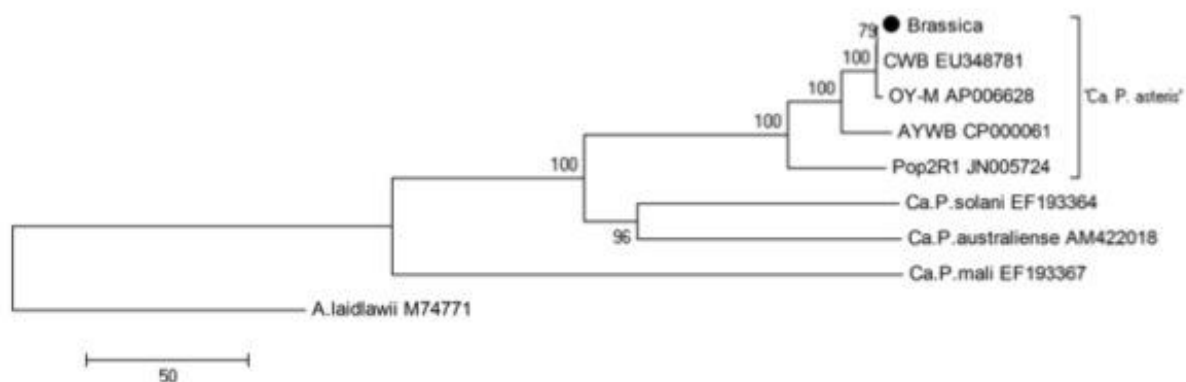 79
Brassica
100
CWB EU348781
100
OY-M AP006628
'Ca. P. asteris'
100
AYWB CP000061
100
Pop2R1 JN005724
Ca.P.solani EF193364
96
Ca.P.australiense AM422018
Ca.P.mali EF193367
A.laidlawii M74771
50